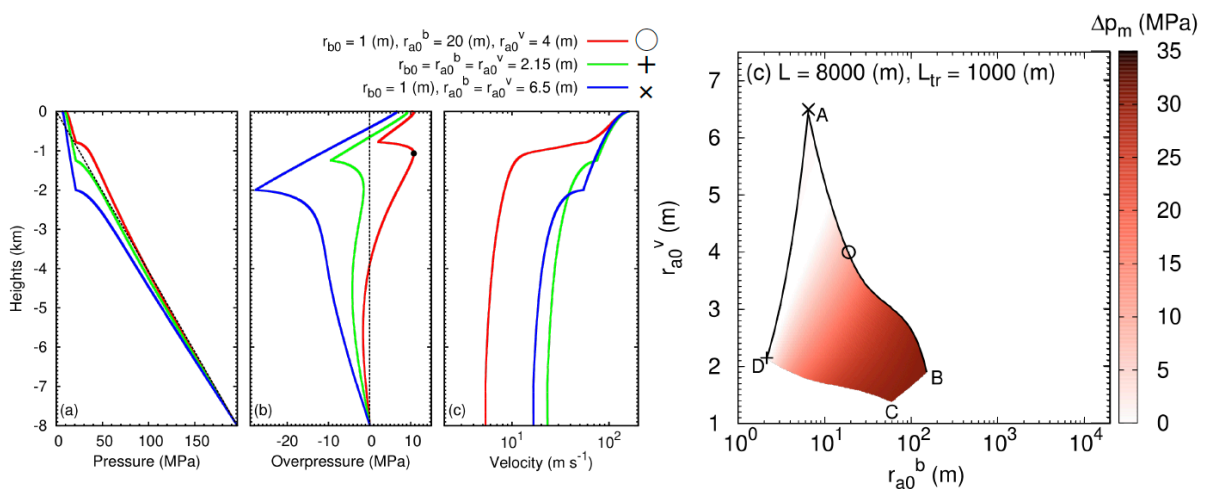 r_b0 = 1 (m), r_a0^b = 20 (m), r_a0^v = 4 (m)
r_b0 = r_a0^b = r_a0^v = 2.15 (m)
r_b0 = 1 (m), r_a0^b = r_a0^v = 6.5 (m)
Heights (km)
0
-1
-2
-3
-4
-5
-6
-7
-8
(a)
0 50 100 150
Pressure (MPa)
(b)
-20 -10 0 10
Overpressure (MPa)
(c)
10^1 10^2
Velocity (m s^-1)
Δp_m (MPa)
(c) L = 8000 (m), L_tr = 1000 (m)
r_a0^v (m)
7
6
5
4
3
2
1
A
B
C
D
10^0 10^1 10^2 10^3 10^4
r_a0^b (m)
35
30
25
20
15
10
5
0